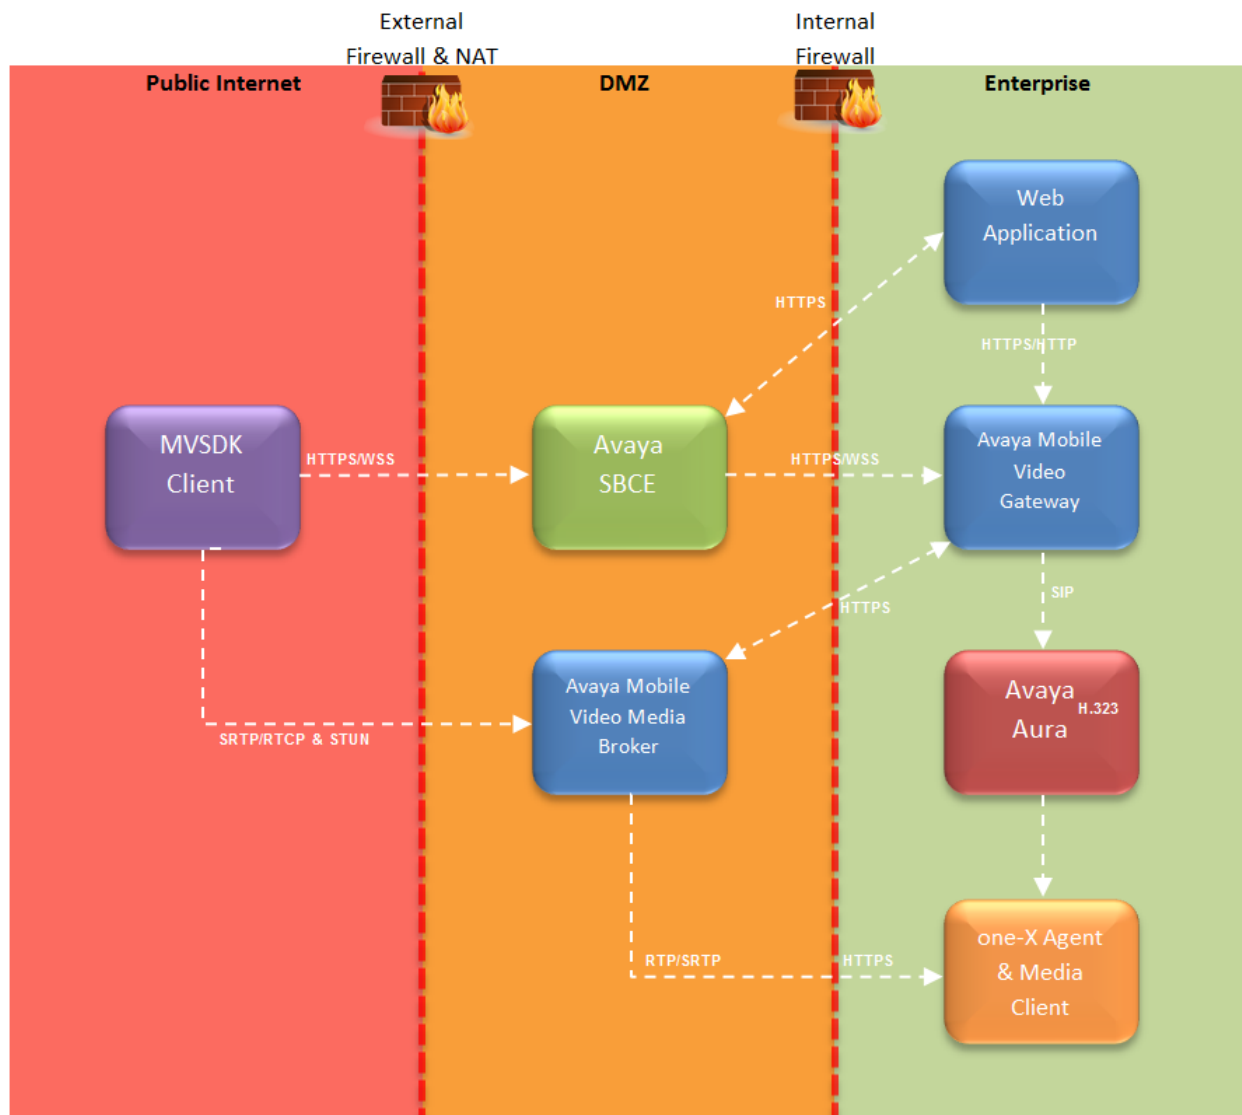 External
Firewall & NAT
Internal
Firewall
Public Internet
DMZ
Enterprise
Web
Application
HTTPS
HTTPS/HTTP
MVSDK
Client
HTTPS/WSS
Avaya
SBCE
HTTPS/WSS
Avaya Mobile
Video
Gateway
HTTPS
SIP
Avaya Mobile
Video Media
Broker
Avaya
Aura
H.323
SRTP/RTCP & STUN
RTP/SRTP
HTTPS
one-X Agent
& Media
Client